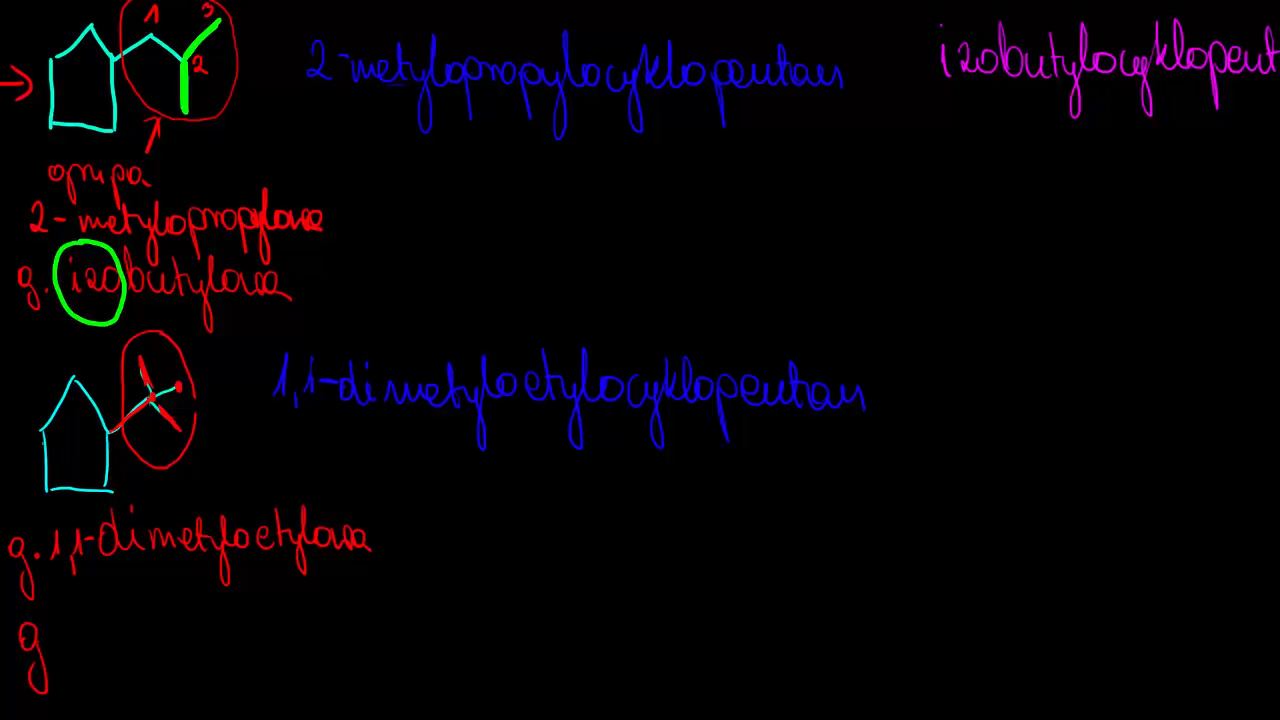 1 3
2
2-metylopropylocyklopentan
izobutylocyklopent
grupa
2-metylopropylowa
g. izobutylowa
1,1-dimetyloetylocyklopentan
g. 1,1-dimetyloetylowa
g